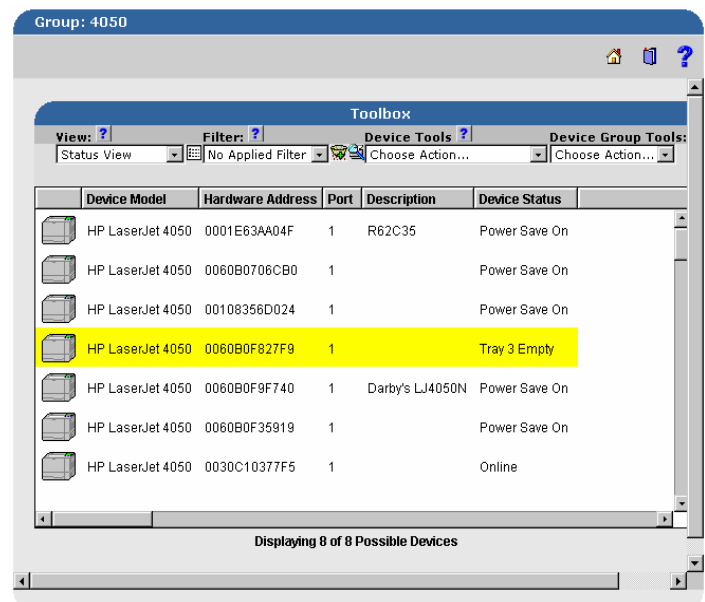 Group: 4050
?
Toolbox
View: ? Filter: ? Device Tools ? Device Group Tools:
Status View No Applied Filter Choose Action... Choose Action...
Device Model Hardware Address Port Description Device Status
HP LaserJet 4050 0001E63AA04F 1 R62C35 Power Save On
HP LaserJet 4050 0060B0706CB0 1 Power Save On
HP LaserJet 4050 00108356D024 1 Power Save On
HP LaserJet 4050 0060B0F827F9 1 Tray 3 Empty
HP LaserJet 4050 0060B0F9F740 1 Darby's LJ4050N Power Save On
HP LaserJet 4050 0060B0F35919 1 Power Save On
HP LaserJet 4050 0030C10377F5 1 Online
Displaying 8 of 8 Possible Devices